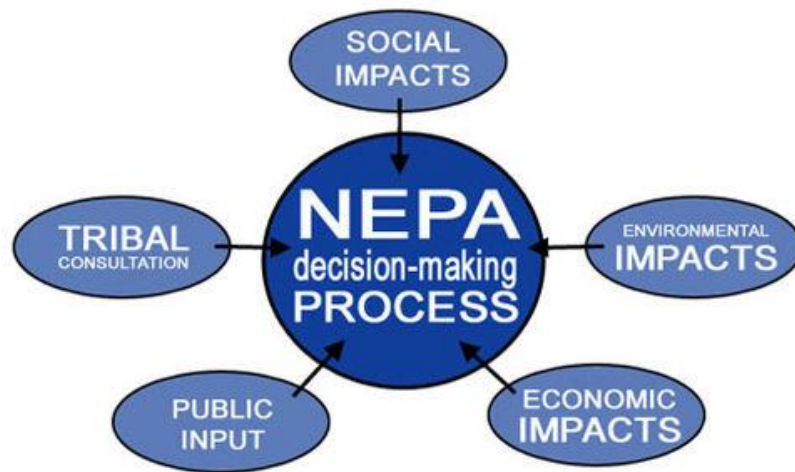 SOCIAL
IMPACTS
NEPA
decision-making
PROCESS
TRIBAL
CONSULTATION
ENVIRONMENTAL
IMPACTS
PUBLIC
INPUT
ECONOMIC
IMPACTS